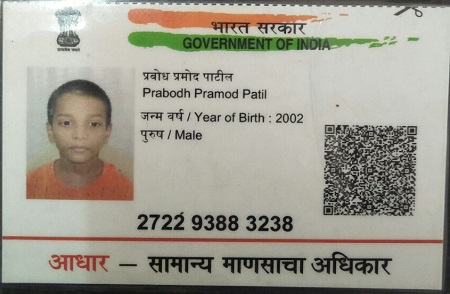 भारत सरकार
GOVERNMENT OF INDIA
प्रबोध प्रमोद पाटील
Prabodh Pramod Patil
जन्म वर्ष / Year of Birth : 2002
पुरुष / Male
2722 9388 3238
आधार — सामान्य माणसाचा अधिकार